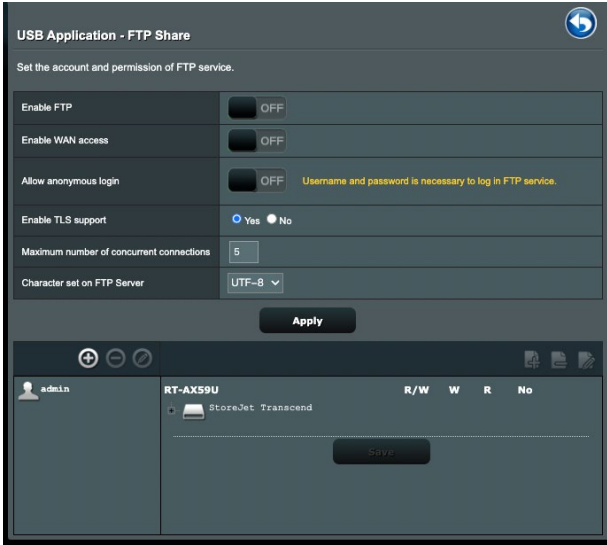 USB Application - FTP Share
Set the account and permission of FTP service.
Enable FTP OFF
Enable WAN access OFF
Allow anonymous login OFF Username and password is necessary to log in FTP service.
Enable TLS support Yes No
Maximum number of concurrent connections 5
Character set on FTP Server UTF-8
Apply
admin
RT-AX59U R/W W R No
StoreJet Transcend
Save